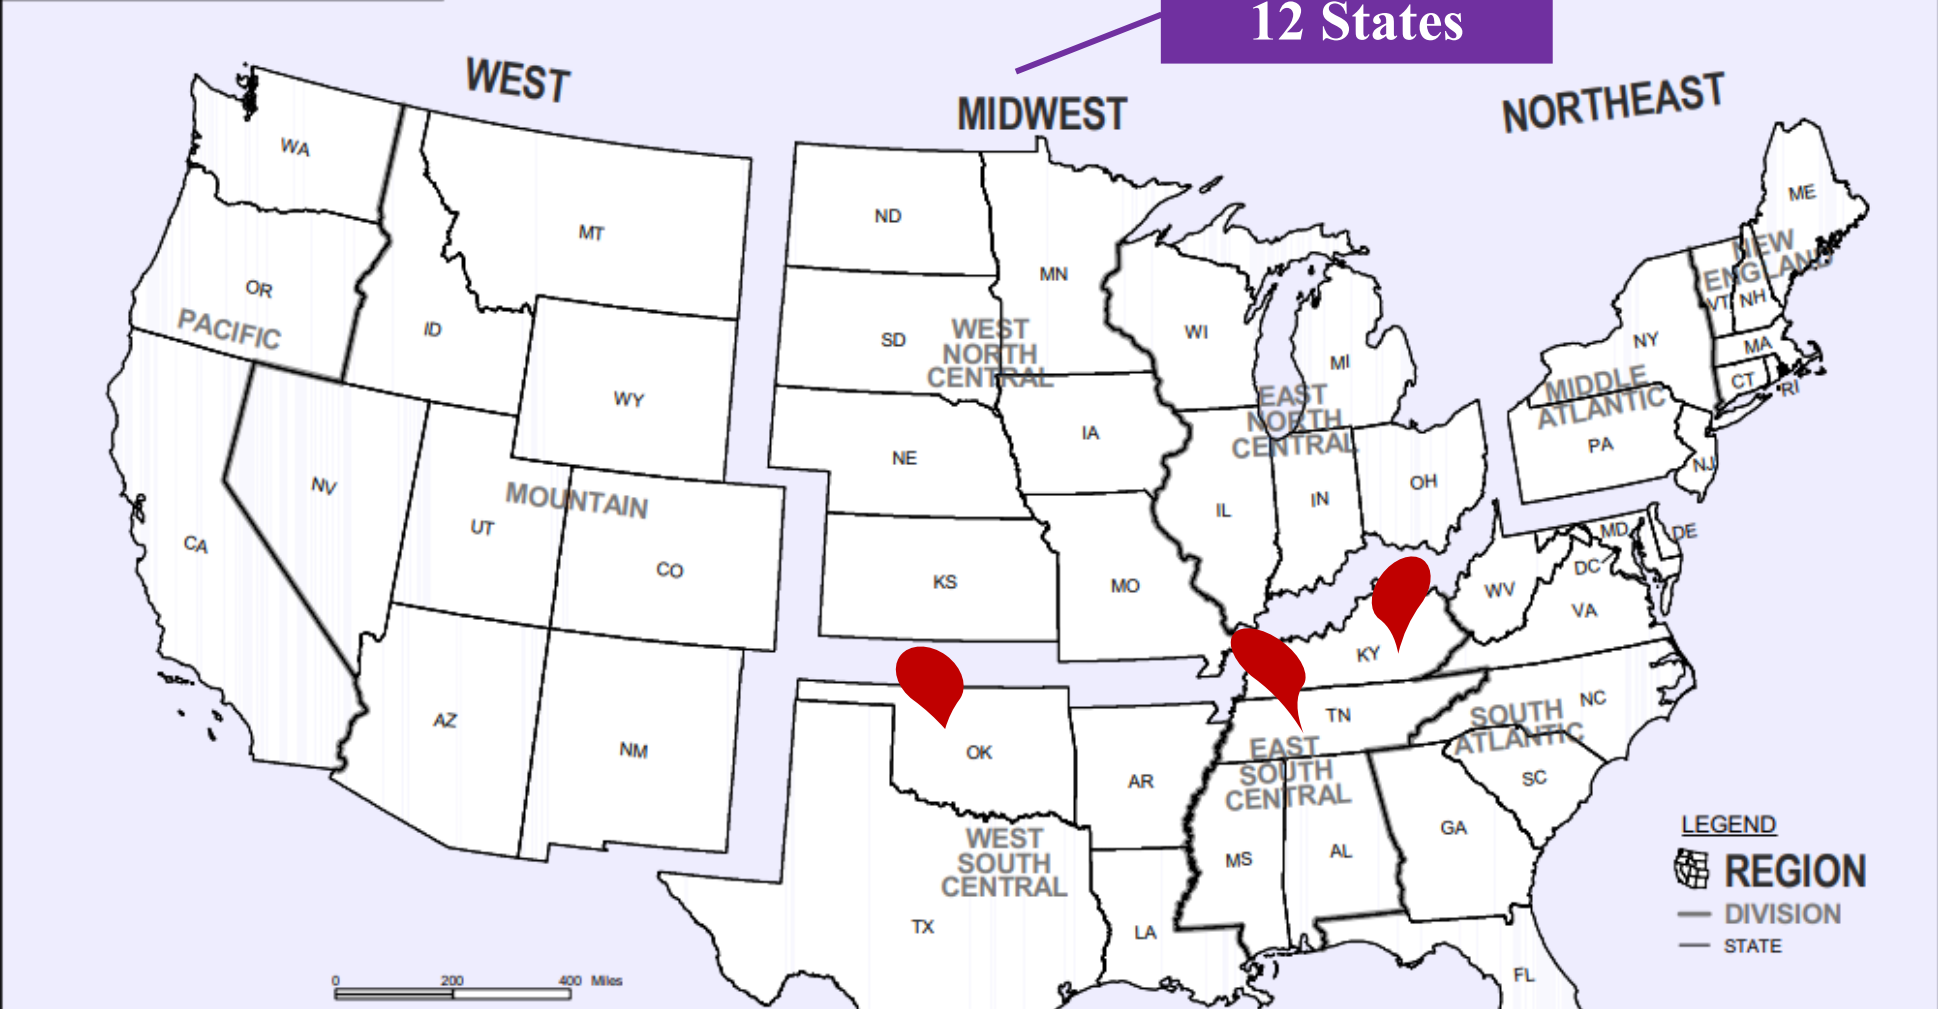 12 States
WEST
MIDWEST
NORTHEAST
WA
MT
ND
MN
ME
NEW
ENGLAND
VT
NH
OR
PACIFIC
ID
SD
WEST
NORTH
CENTRAL
WI
MI
NY
MA
CT
RI
MIDDLE
ATLANTIC
WY
EAST
NORTH
CENTRAL
IA
NE
PA
NJ
NV
UT
MOUNTAIN
IL
IN
OH
CA
CO
KS
MO
MD
DE
DC
WV
VA
KY
AZ
NM
OK
TN
NC
SOUTH
ATLANTIC
EAST
SOUTH
CENTRAL
AR
SC
WEST
SOUTH
CENTRAL
MS
AL
GA
TX
LA
FL
LEGEND
REGION
DIVISION
STATE
0 200 400 Miles